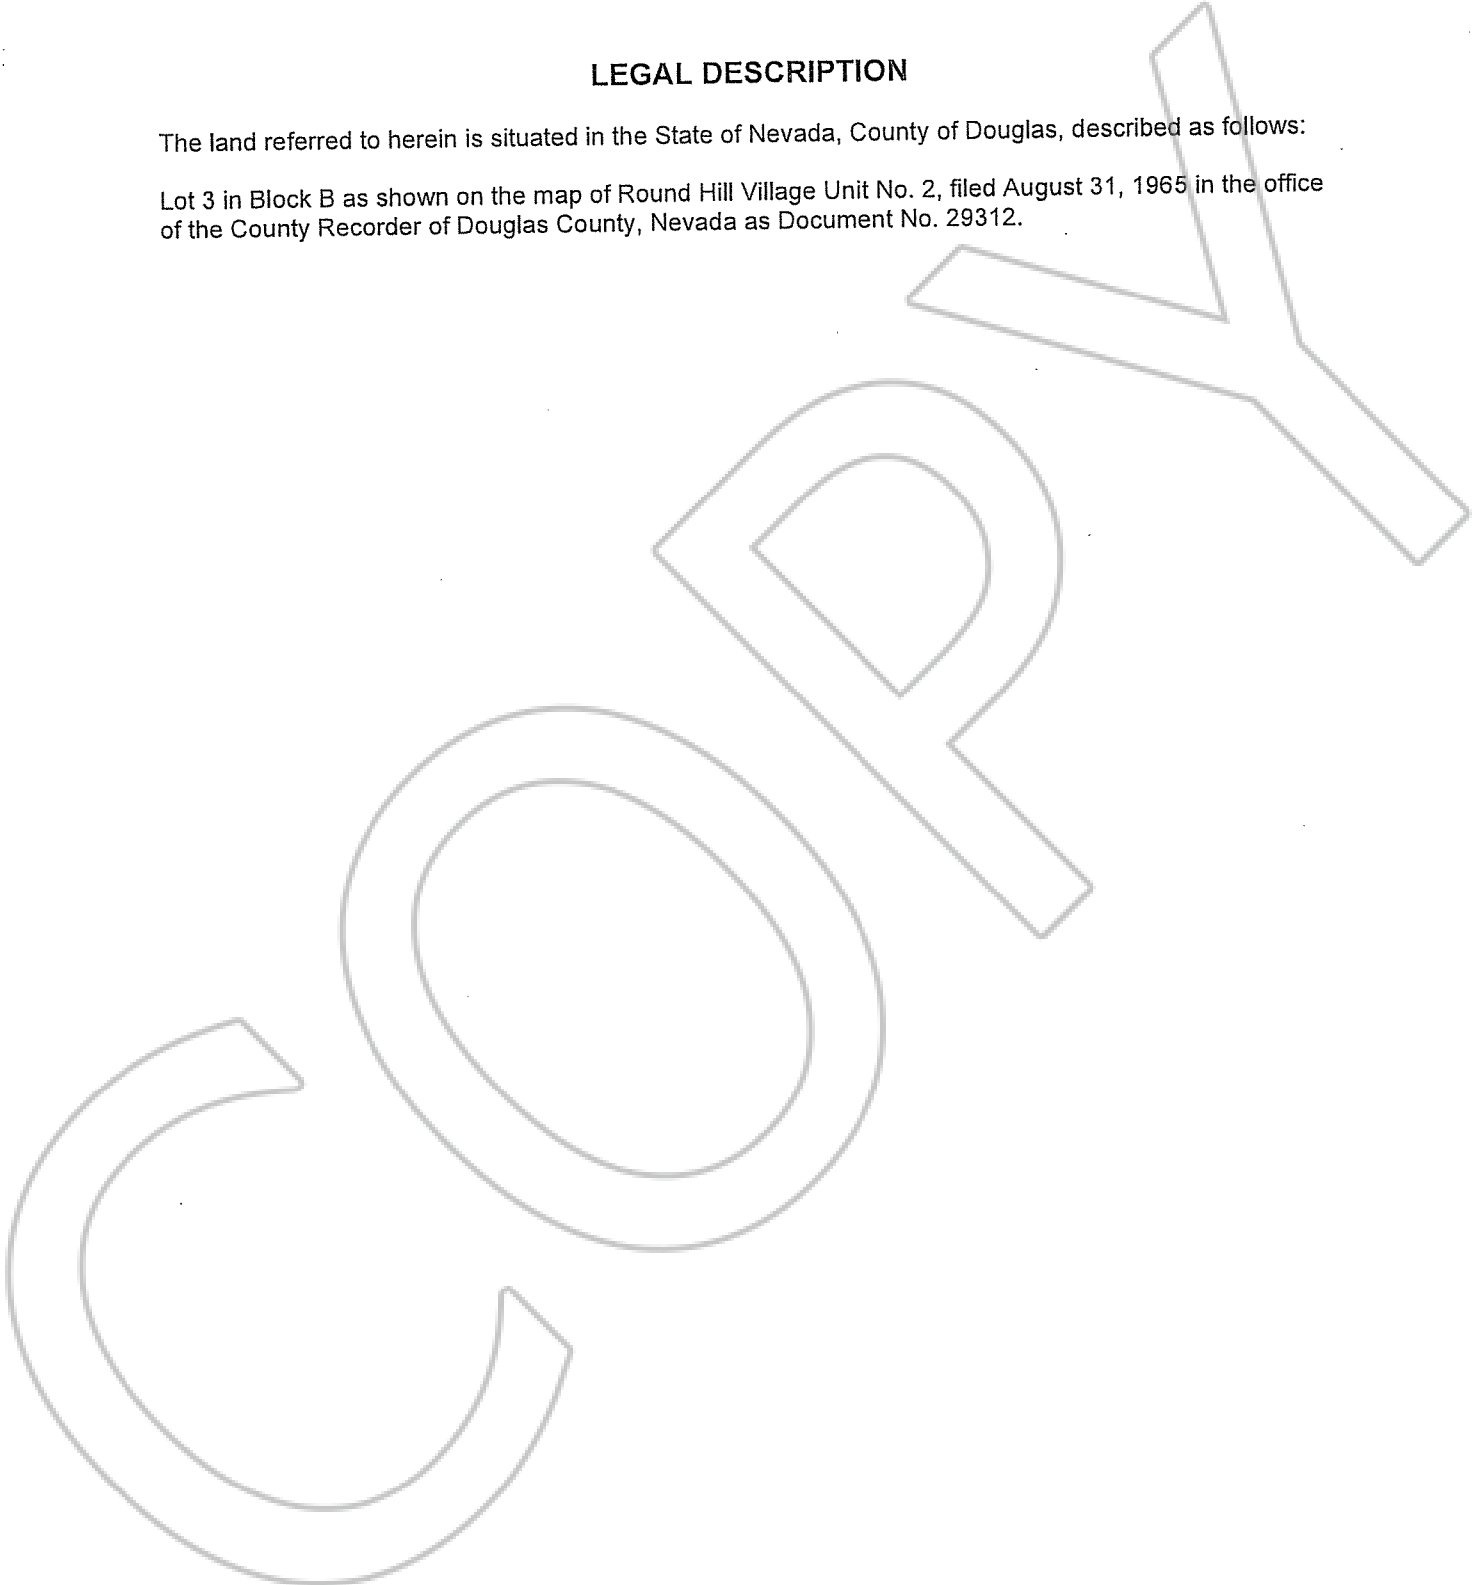 LEGAL DESCRIPTION
The land referred to herein is situated in the State of Nevada, County of Douglas, described as follows:
Lot 3 in Block B as shown on the map of Round Hill Village Unit No. 2, filed August 31, 1965 in the office
of the County Recorder of Douglas County, Nevada as Document No. 29312.
COPY